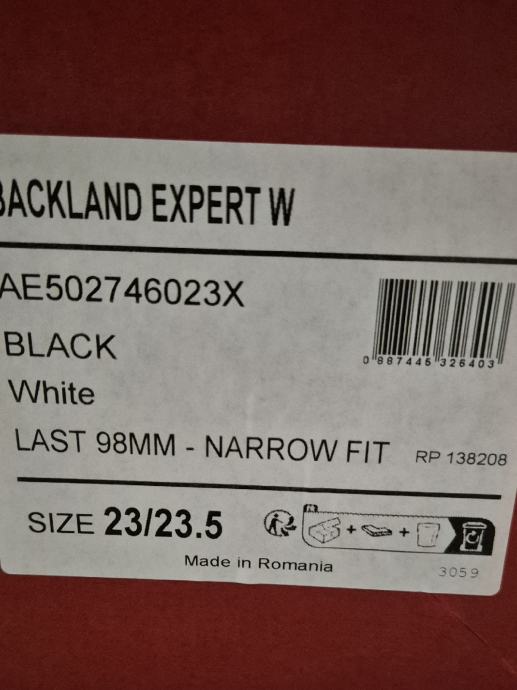 BACKLAND EXPERT W
AE502746023X
BLACK
White
0 887445 326403
LAST 98MM - NARROW FIT
RP 138208
SIZE 23/23.5
FR
+ +
Made in Romania
3059